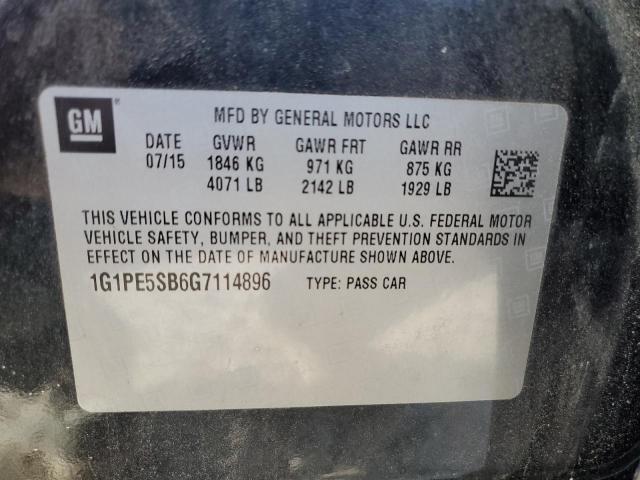 GM
MFD BY GENERAL MOTORS LLC
DATE GVWR GAWR FRT GAWR RR
07/15 1846 KG 971 KG 875 KG
4071 LB 2142 LB 1929 LB
THIS VEHICLE CONFORMS TO ALL APPLICABLE U.S. FEDERAL MOTOR
VEHICLE SAFETY, BUMPER, AND THEFT PREVENTION STANDARDS IN
EFFECT ON THE DATE OF MANUFACTURE SHOWN ABOVE.
1G1PE5SB6G7114896 TYPE: PASS CAR